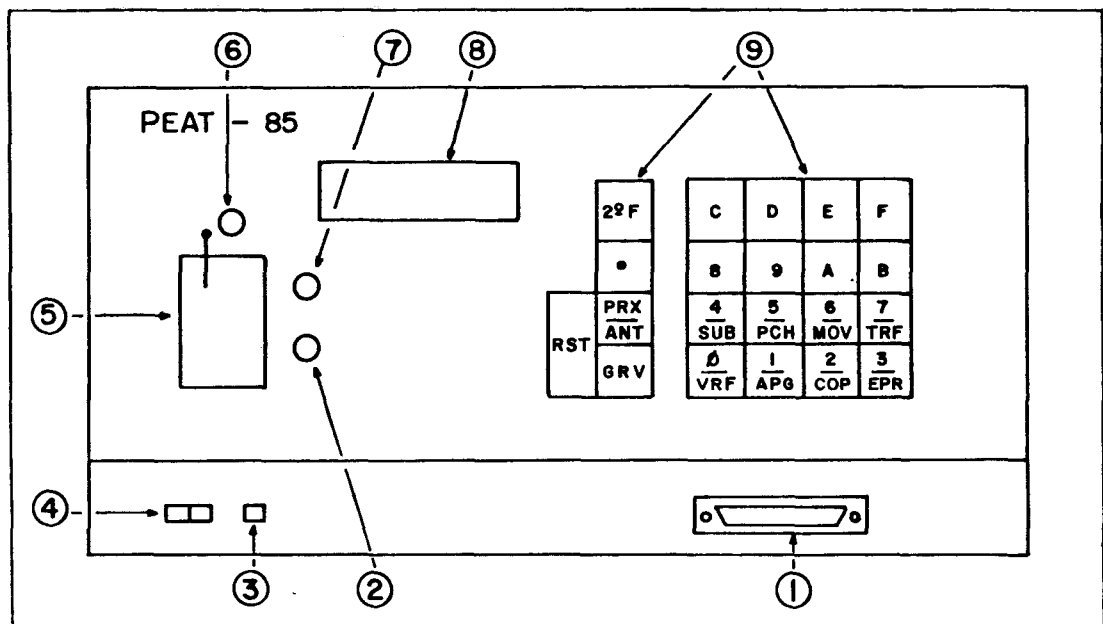 6 7 8 9
PEAT - 85
2º F C D E F
• 8 9 A B
5
RST
PRX 4 5 6 7
ANT SUB PCH MOV TRF
GRV Ø 1 2 3
VRF APG COP EPR
4
3 2 1